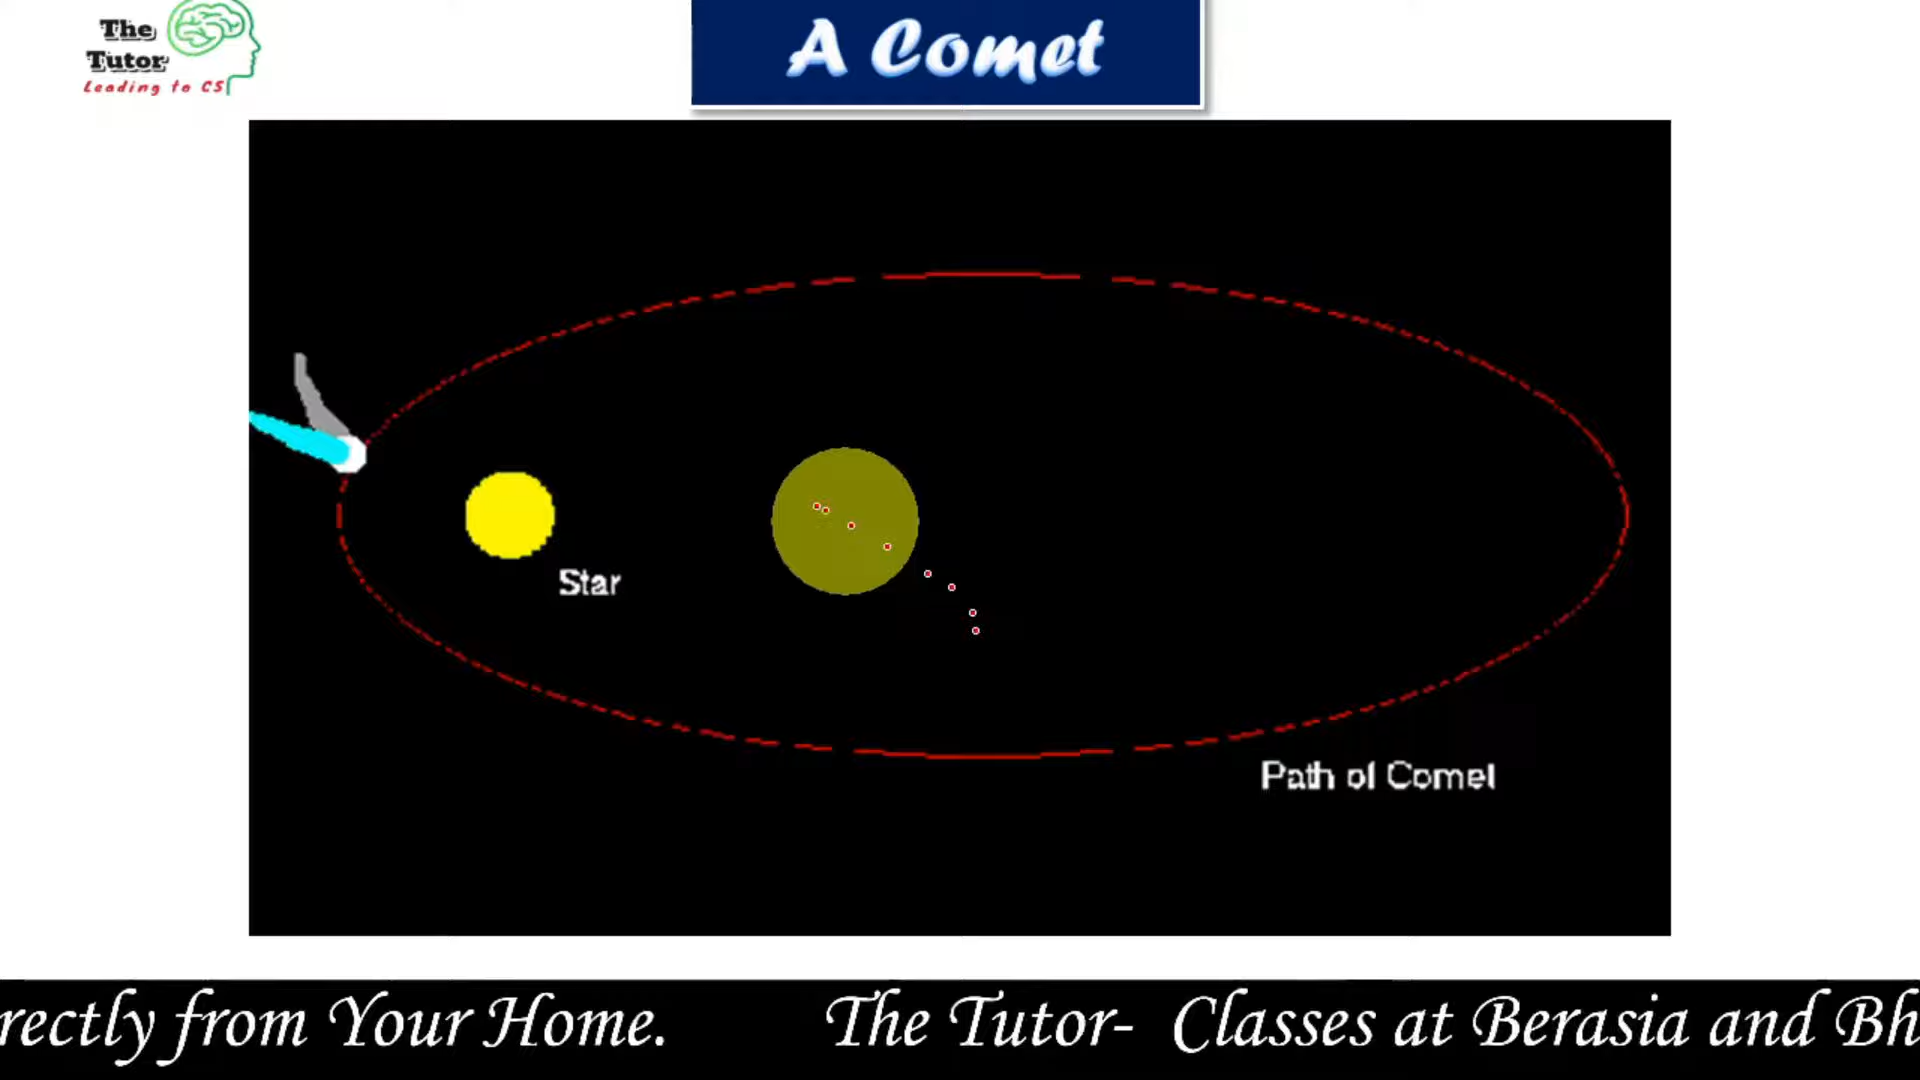 The
Tutor
Leading to CS
A Comet
Star
Path of Comet
rectly from Your Home. The Tutor- Classes at Berasia and Bh